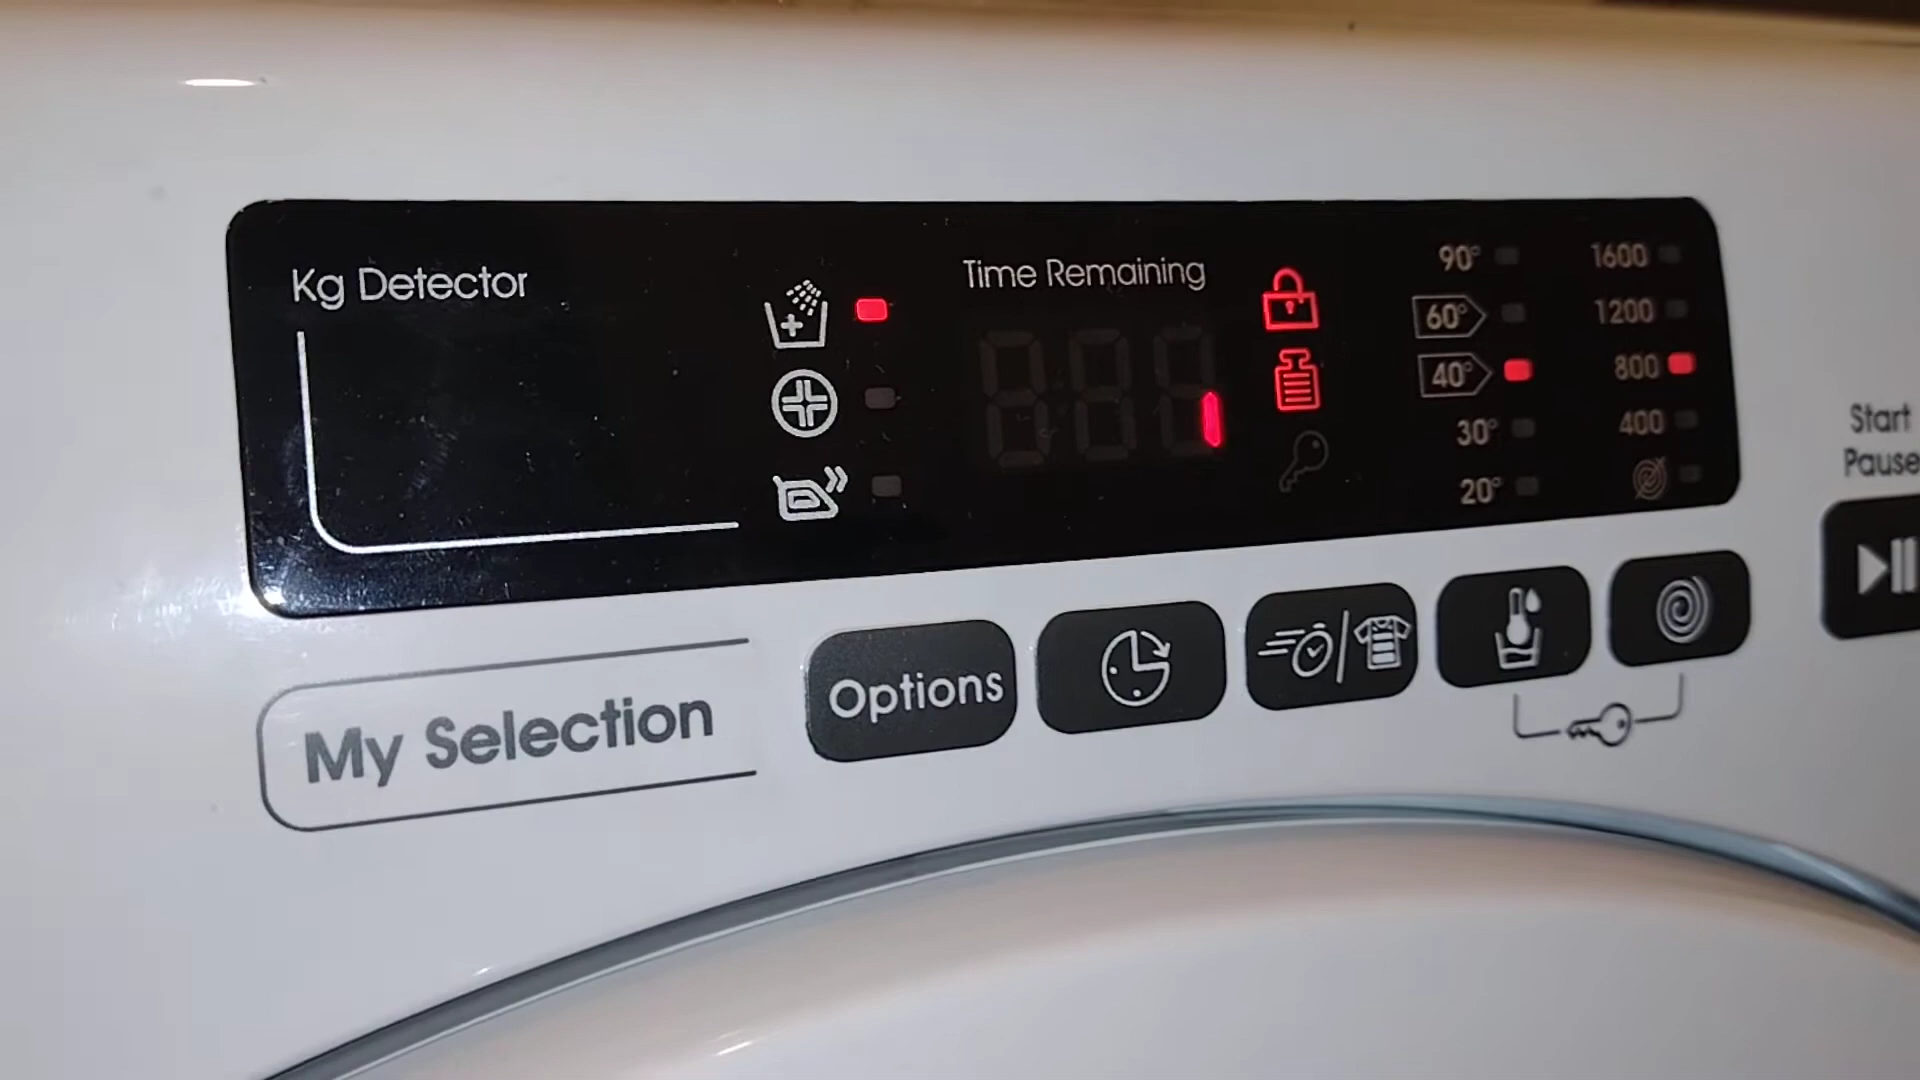 Kg Detector
Time Remaining
90°
60°
40°
30°
20°
1600
1200
800
400
Start
Pause
My Selection
Options